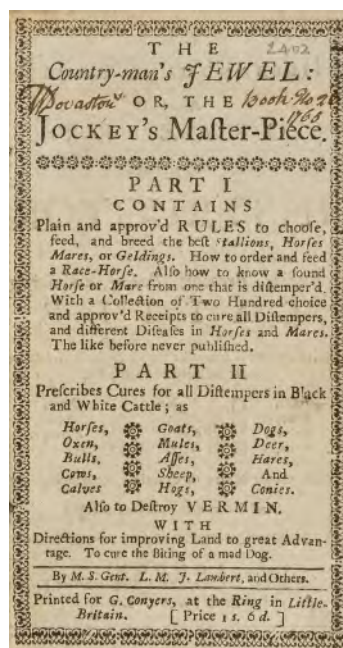 THE
2402
Country-man's JEWEL:
Dovaston OR, THE Book No 2
1765
JOCKEY's Maſter-Piece.
PART I
CONTAINS
Plain and approv'd RULES to chooſe,
feed, and breed the beſt Stallions, Horſes
Mares, or Geldings. How to order and feed
a Race-Horſe. Alſo how to know a ſound
Horſe or Mare from one that is diſtemper'd.
With a Collection of Two Hundred choice
and approv'd Receipts to cure all Diſtempers,
and different Diſeaſes in Horſes and Mares.
The like before never publiſhed.
PART II
Preſcribes Cures for all Diſtempers in Black
and White Cattle; as
Horſes, Goats, Dogs,
Oxen, Mules, Deer,
Bulls, Aſſes, Hares,
Cows, Sheep, And
Calves Hogs, Conies.
Alſo to Deſtroy VERMIN.
WITH
Directions for improving Land to great Advan-
tage. To cure the Biting of a mad Dog.
By M. S. Gent. L. M. J. Lambert, and Others.
Printed for G. Conyers, at the Ring in Little-
Britain. [ Price 1 s. 6 d. ]